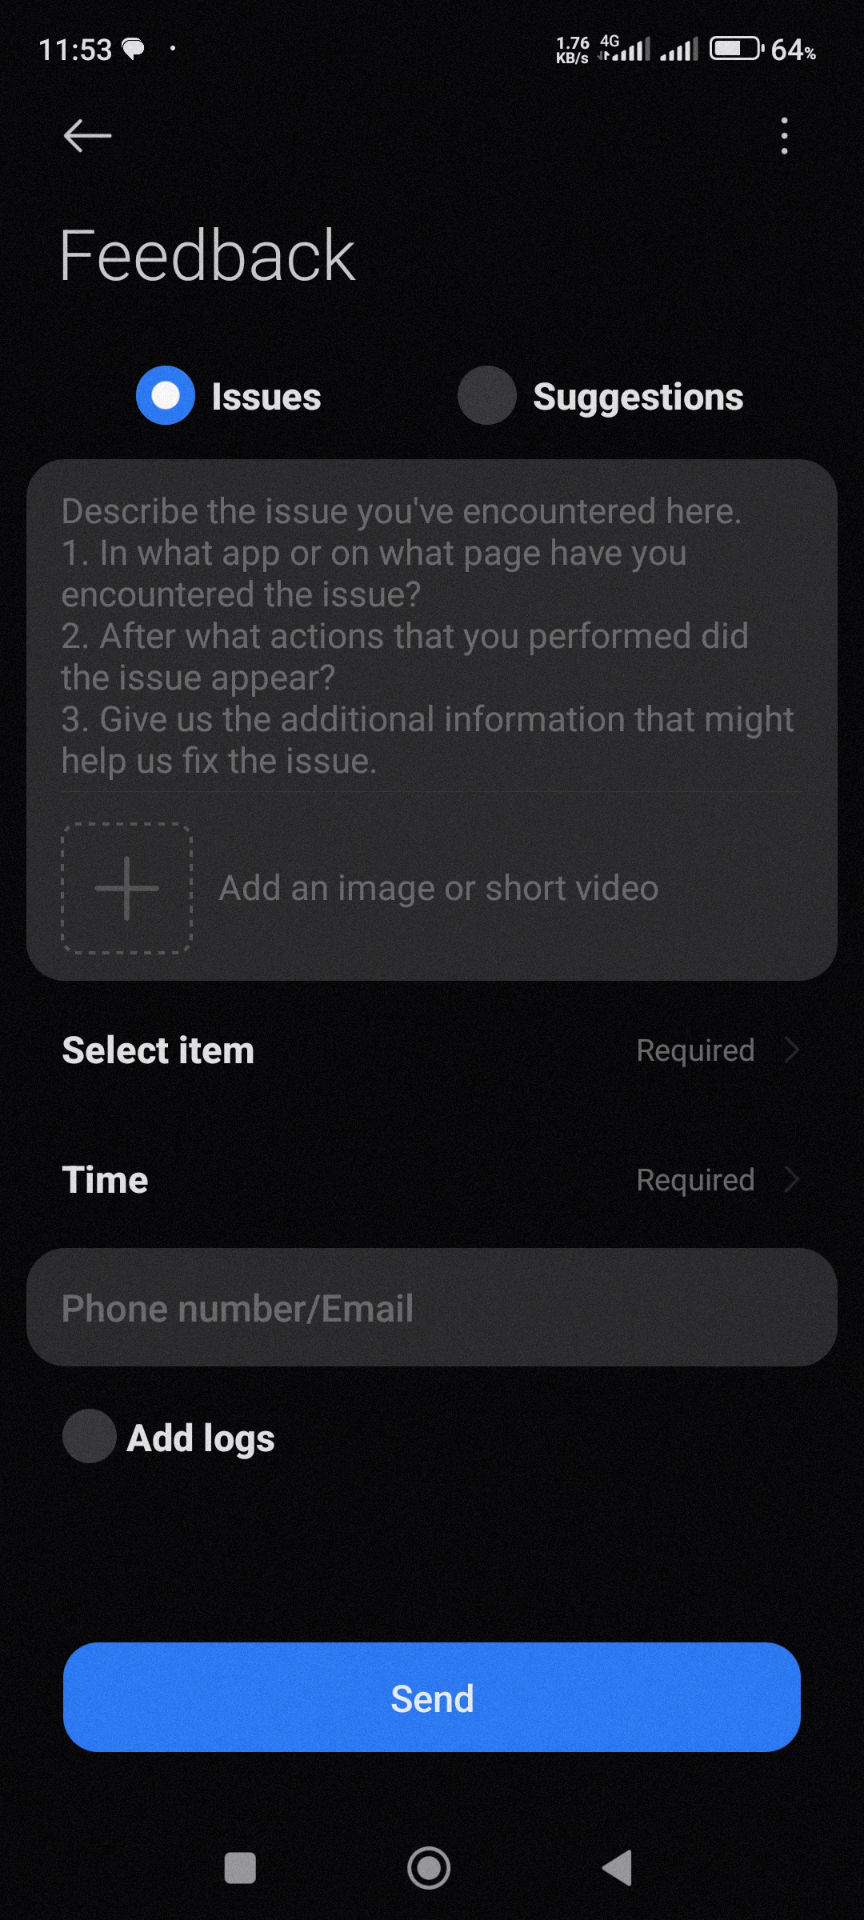 11:53
1.76 KB/s 4G 64%
Feedback
Issues Suggestions
Describe the issue you've encountered here.
1. In what app or on what page have you
encountered the issue?
2. After what actions that you performed did
the issue appear?
3. Give us the additional information that might
help us fix the issue.
Add an image or short video
Select item Required
Time Required
Phone number/Email
Add logs
Send